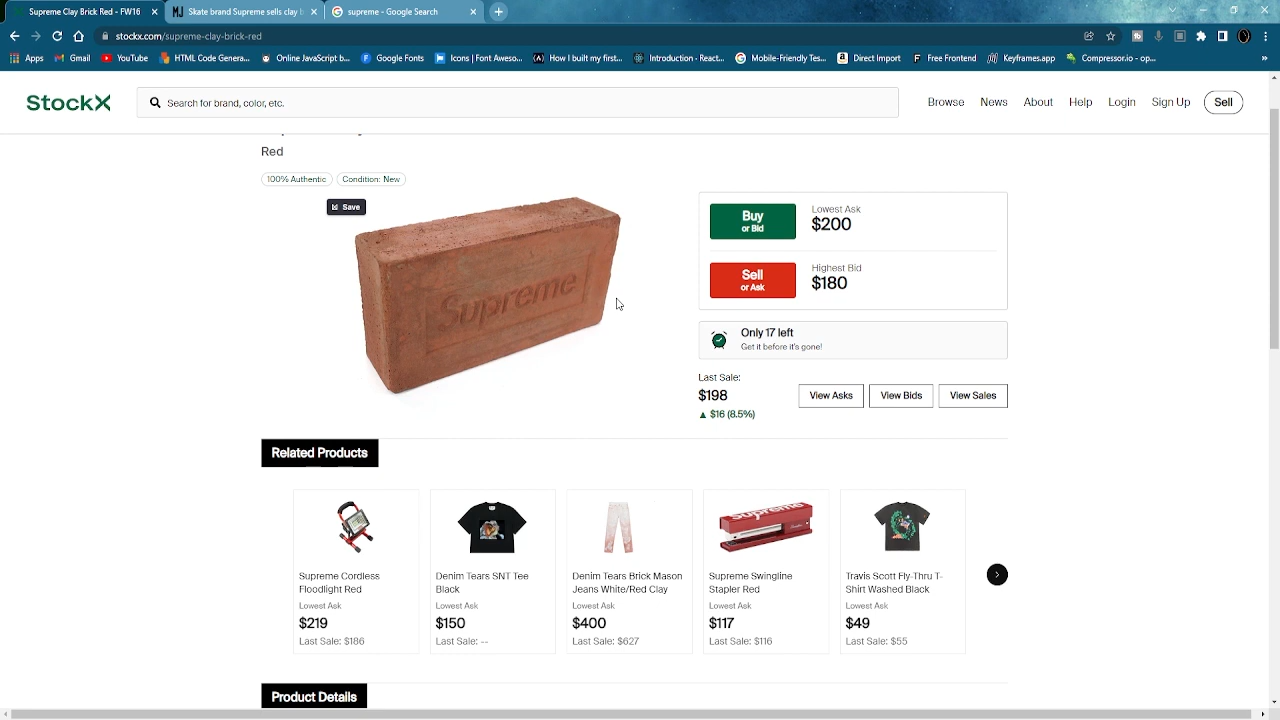 Supreme Clay Brick Red - FW16
Skate brand Supreme sells clay b
supreme - Google Search
stockx.com/supreme-clay-brick-red
Apps
Gmail
YouTube
HTML Code Genera...
Online JavaScript b...
Google Fonts
Icons | Font Aweso...
How I built my first...
Introduction - React...
Mobile-Friendly Tes...
Direct Import
Free Frontend
Keyframes.app
Compressor.io - op...
StockX
Search for brand, color, etc.
Browse
News
About
Help
Login
Sign Up
Sell
Red
100% Authentic
Condition: New
Save
Supreme
Buy
or Bid
Lowest Ask
$200
Sell
or Ask
Highest Bid
$180
Only 17 left
Get it before it's gone!
Last Sale:
$198
▲ $16 (8.5%)
View Asks
View Bids
View Sales
Related Products
Supreme
Supreme Cordless
Floodlight Red
Lowest Ask
$219
Last Sale: $186
Denim Tears SNT Tee
Black
Lowest Ask
$150
Last Sale: --
Denim Tears Brick Mason
Jeans White/Red Clay
Lowest Ask
$400
Last Sale: $627
Supreme Swingline
Stapler Red
Lowest Ask
$117
Last Sale: $116
Travis Scott Fly-Thru T-
Shirt Washed Black
Lowest Ask
$49
Last Sale: $55
Product Details